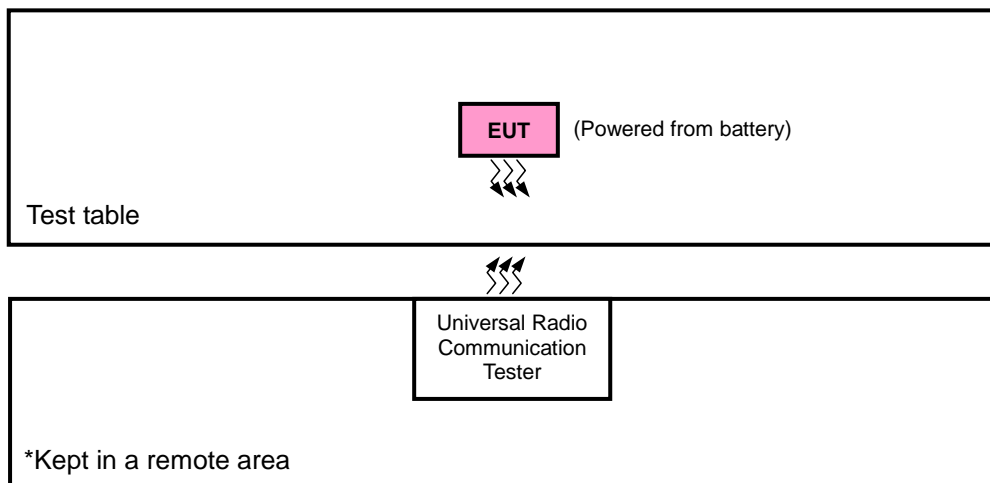 EUT
(Powered from battery)
Test table
Universal Radio
Communication
Tester
*Kept in a remote area